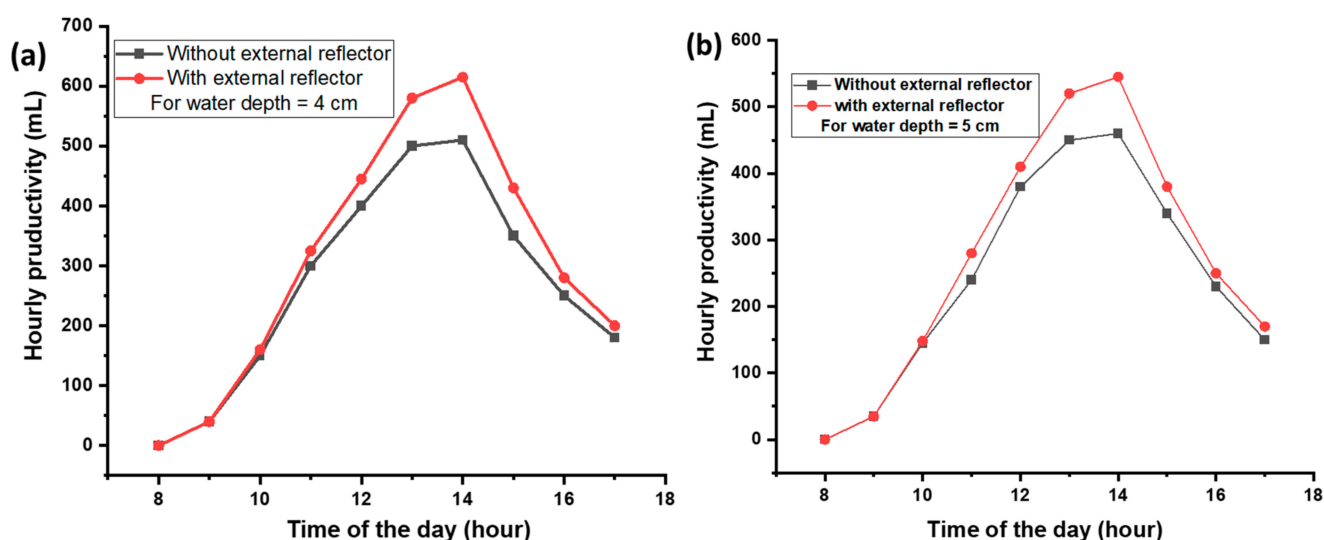 (a)
700
600
500
400
300
200
100
0
Hourly pruductivity (mL)
Without external reflector
With external reflector
For water depth = 4 cm
8 10 12 14 16 18
Time of the day (hour)
(b)
600
500
400
300
200
100
0
Hourly productivity (mL)
Without external reflector
with external reflector
For water depth = 5 cm
8 10 12 14 16 18
Time of the day (hour)